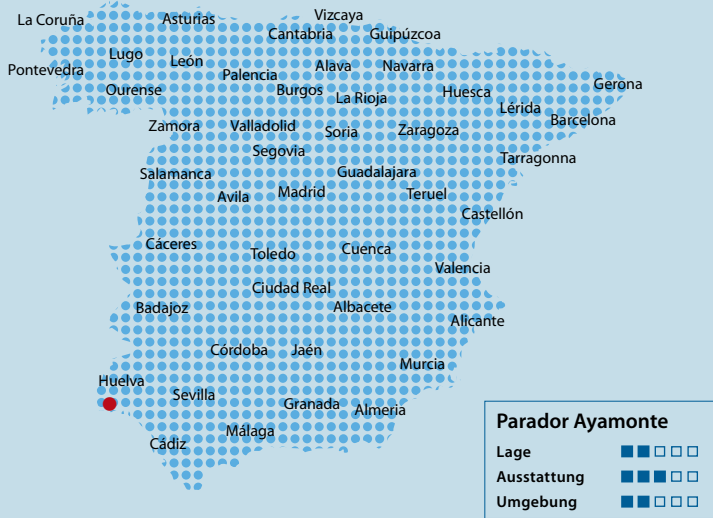 Vizcaya
La Coruña Asturias
Cantabria Guipúzcoa
Lugo León
Pontevedra Palencia Alava Navarra
Ourense Burgos La Rioja Huesca Gerona
Lérida Barcelona
Zamora Valladolid Soria Zaragoza
Segovia Tarragonna
Salamanca Guadalajara
Avila Madrid Teruel
Castellón
Cáceres Toledo Cuenca
Valencia
Ciudad Real
Badajoz Albacete
Alicante
Córdoba Jaén
Murcia
Huelva
Sevilla Granada Almeria
Cádiz Málaga
Parador Ayamonte
Lage
Ausstattung
Umgebung